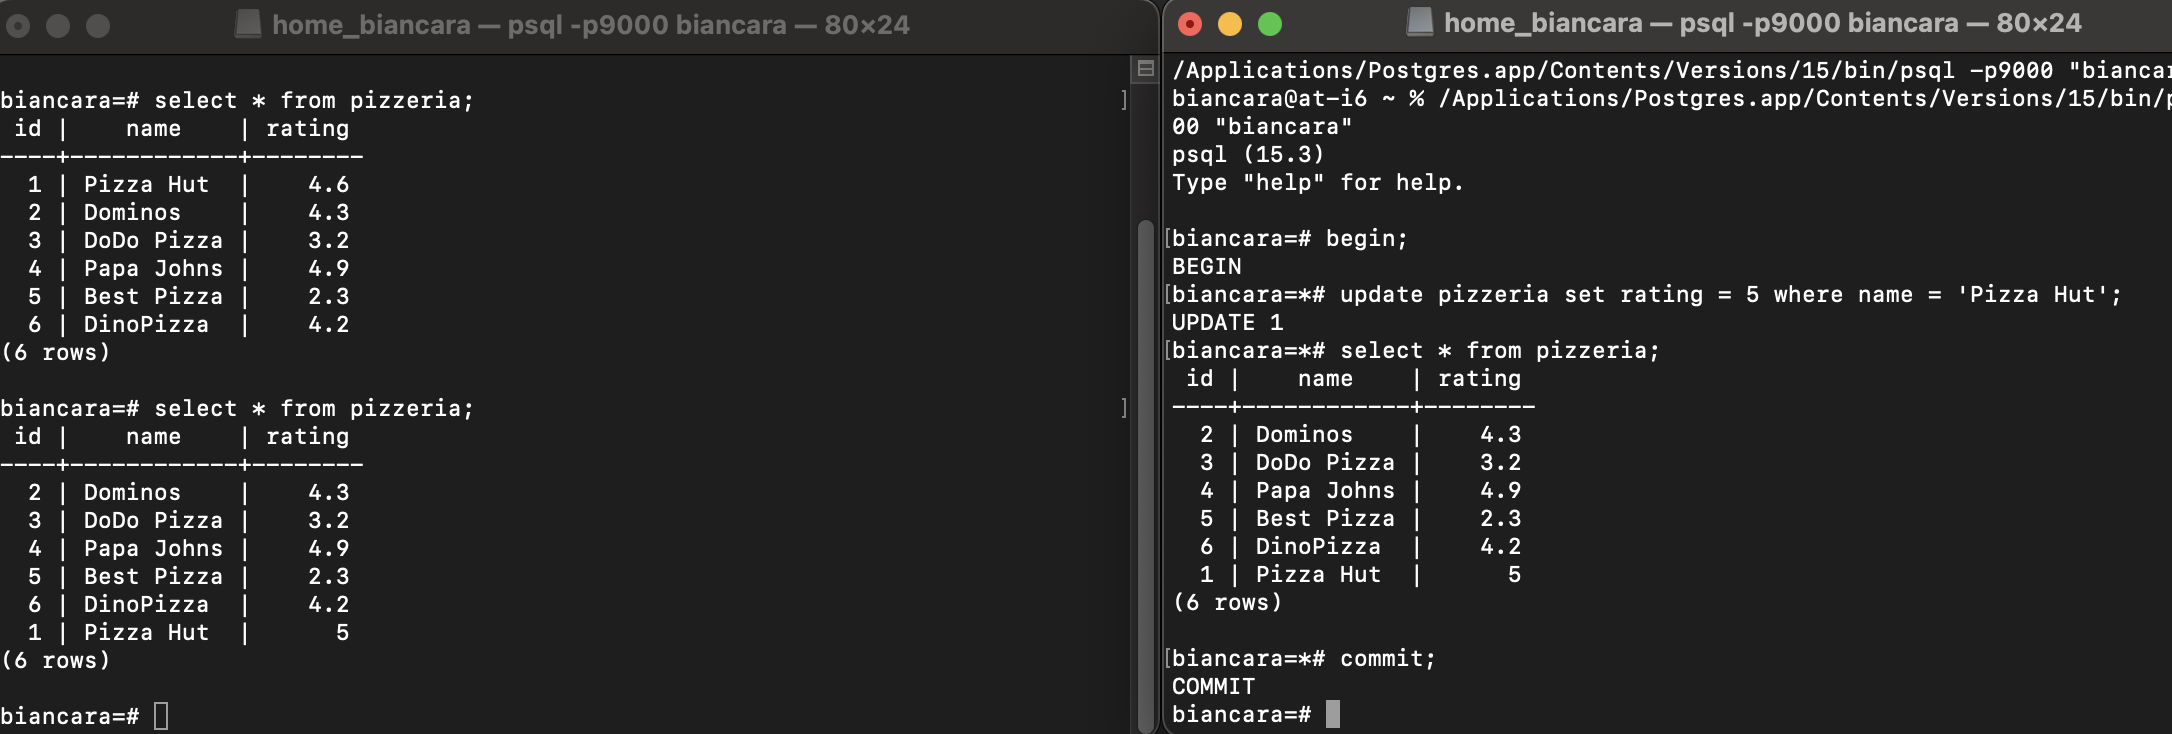 home_biancara — psql -p9000 biancara — 80×24
biancara=# select * from pizzeria;
 id |    name    | rating
----+------------+--------
  1 | Pizza Hut  |    4.6
  2 | Dominos    |    4.3
  3 | DoDo Pizza |    3.2
  4 | Papa Johns |    4.9
  5 | Best Pizza |    2.3
  6 | DinoPizza  |    4.2
(6 rows)
biancara=# select * from pizzeria;
 id |    name    | rating
----+------------+--------
  2 | Dominos    |    4.3
  3 | DoDo Pizza |    3.2
  4 | Papa Johns |    4.9
  5 | Best Pizza |    2.3
  6 | DinoPizza  |    4.2
  1 | Pizza Hut  |      5
(6 rows)
biancara=#
home_biancara — psql -p9000 biancara — 80×24
/Applications/Postgres.app/Contents/Versions/15/bin/psql -p9000 "biancar
biancara@at-i6 ~ % /Applications/Postgres.app/Contents/Versions/15/bin/p
00 "biancara"
psql (15.3)
Type "help" for help.
[biancara=# begin;
BEGIN
[biancara=*# update pizzeria set rating = 5 where name = 'Pizza Hut';
UPDATE 1
[biancara=*# select * from pizzeria;
 id |    name    | rating
----+------------+--------
  2 | Dominos    |    4.3
  3 | DoDo Pizza |    3.2
  4 | Papa Johns |    4.9
  5 | Best Pizza |    2.3
  6 | DinoPizza  |    4.2
  1 | Pizza Hut  |      5
(6 rows)
[biancara=*# commit;
COMMIT
biancara=#